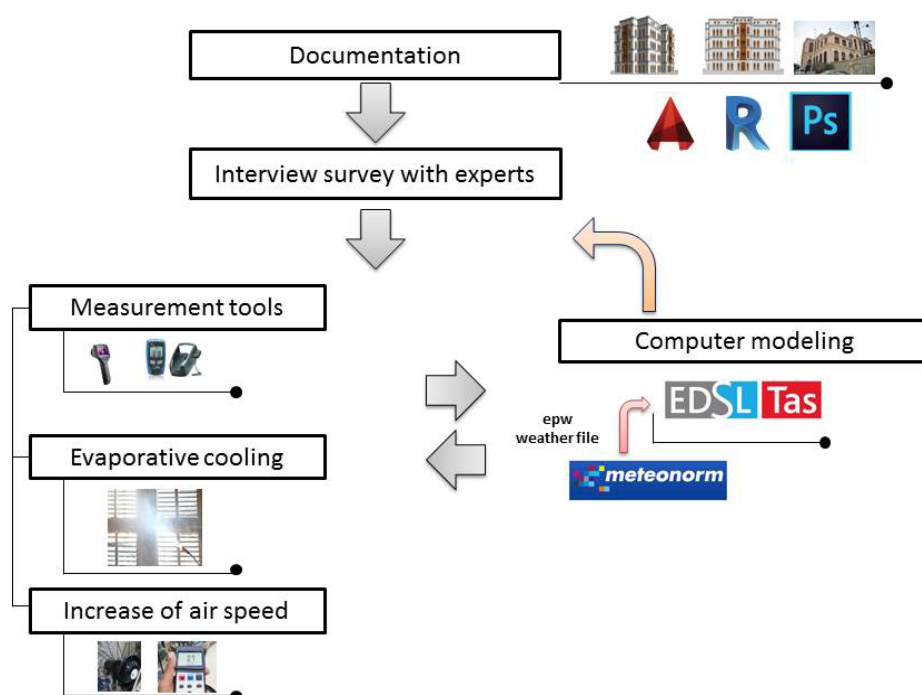 Documentation
Ps
Interview survey with experts
Measurement tools
Computer modeling
EDSL Tas
epw
weather file
meteonorm
Evaporative cooling
Increase of air speed